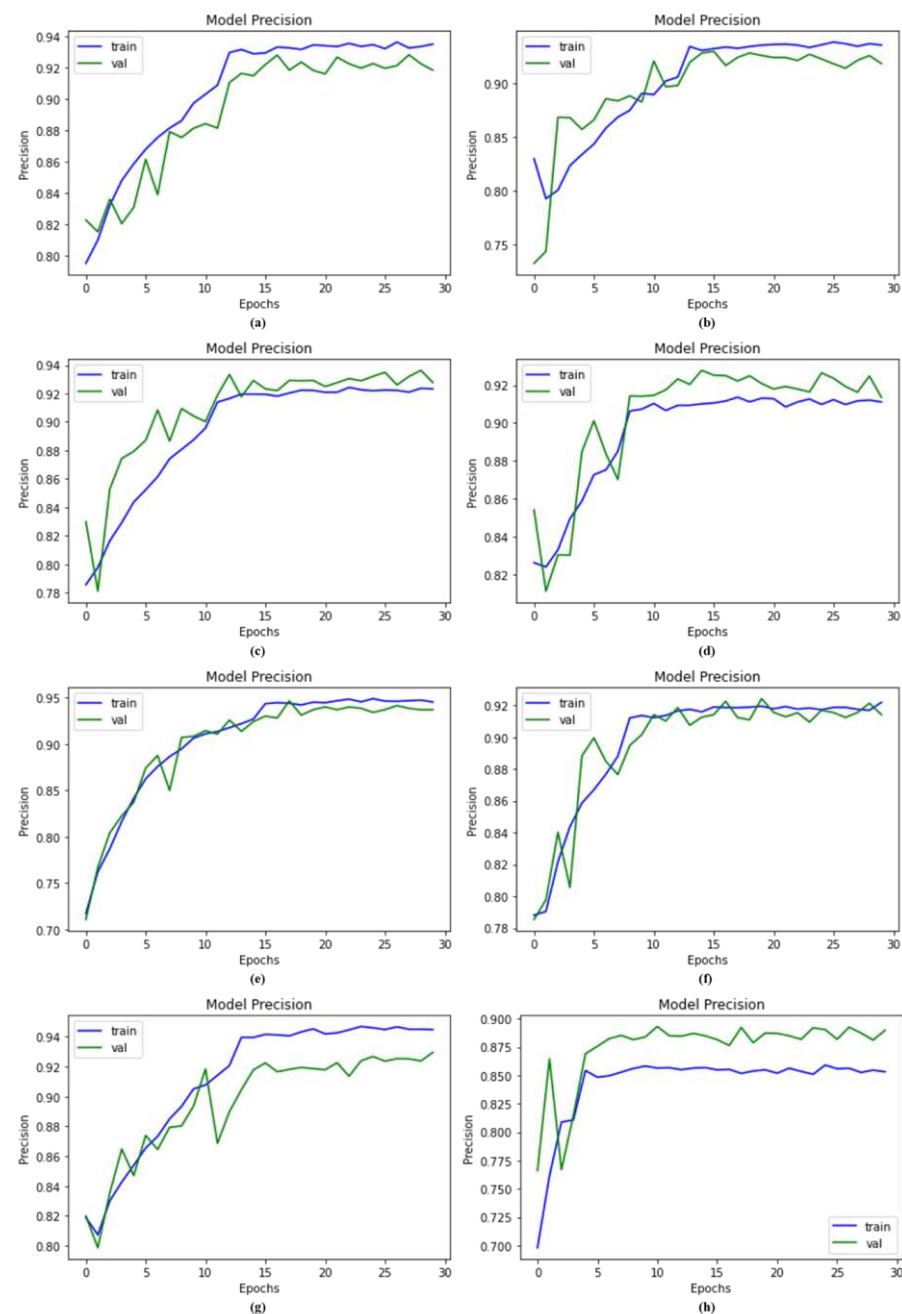 Model Precision
train
val
Precision
0.94
0.92
0.90
0.88
0.86
0.84
0.82
0.80
0 5 10 15 20 25 30
Epochs
(a)
Model Precision
train
val
Precision
0.90
0.85
0.80
0.75
0 5 10 15 20 25 30
Epochs
(b)
Model Precision
train
val
Precision
0.94
0.92
0.90
0.88
0.86
0.84
0.82
0.80
0.78
0 5 10 15 20 25 30
Epochs
(c)
Model Precision
train
val
Precision
0.92
0.90
0.88
0.86
0.84
0.82
0 5 10 15 20 25 30
Epochs
(d)
Model Precision
train
val
Precision
0.95
0.90
0.85
0.80
0.75
0.70
0 5 10 15 20 25 30
Epochs
(e)
Model Precision
train
val
Precision
0.92
0.90
0.88
0.86
0.84
0.82
0.80
0.78
0 5 10 15 20 25 30
Epochs
(f)
Model Precision
train
val
Precision
0.94
0.92
0.90
0.88
0.86
0.84
0.82
0.80
0 5 10 15 20 25 30
Epochs
(g)
Model Precision
Precision
0.900
0.875
0.850
0.825
0.800
0.775
0.750
0.725
0.700
train
val
0 5 10 15 20 25 30
Epochs
(h)